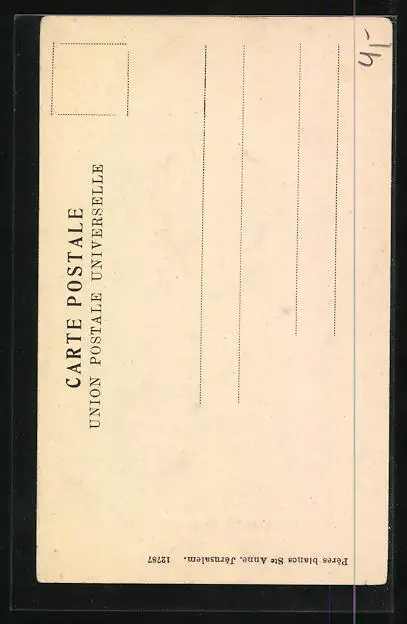 CARTE POSTALE
UNION POSTALE UNIVERSELLE
4,-
Pères blancs Ste Anne. Jérusalem. 12787